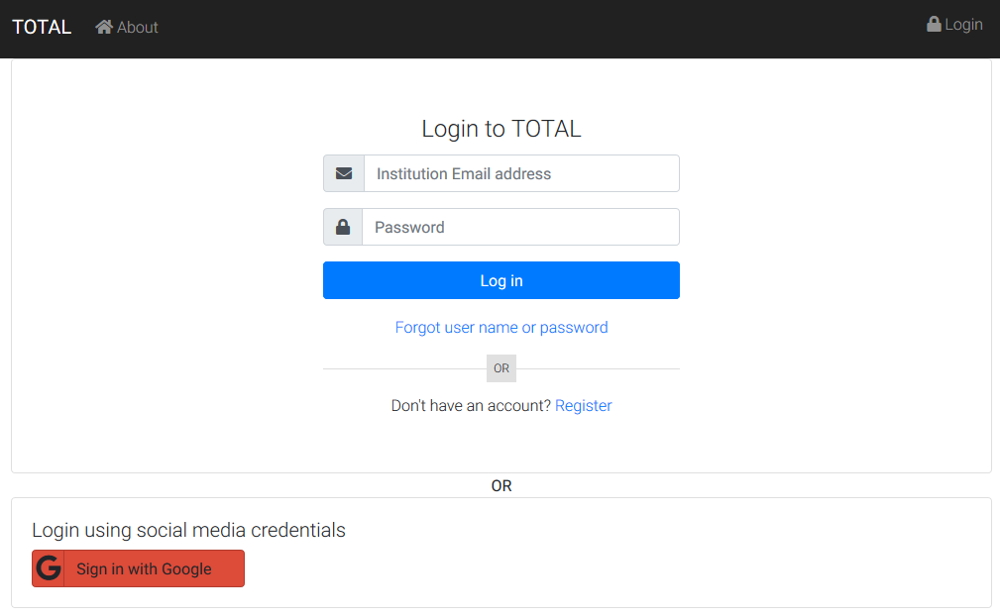 TOTAL About Login
Login to TOTAL
Institution Email address
Password
Log in
Forgot user name or password
OR
Don't have an account? Register
OR
Login using social media credentials
Sign in with Google